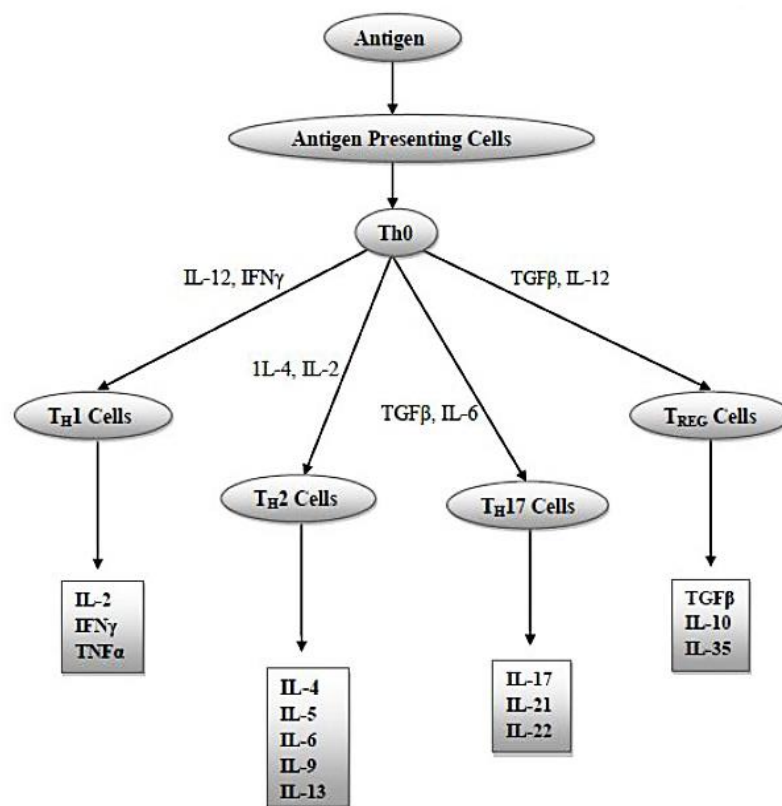 Antigen
Antigen Presenting Cells
Th0
IL-12, IFNγ
TGFβ, IL-12
1L-4, IL-2
TGFβ, IL-6
TH1 Cells
TREG Cells
TH2 Cells
TH17 Cells
IL-2
IFNγ
TNFα
TGFβ
IL-10
IL-35
IL-4
IL-5
IL-6
IL-9
IL-13
IL-17
IL-21
IL-22